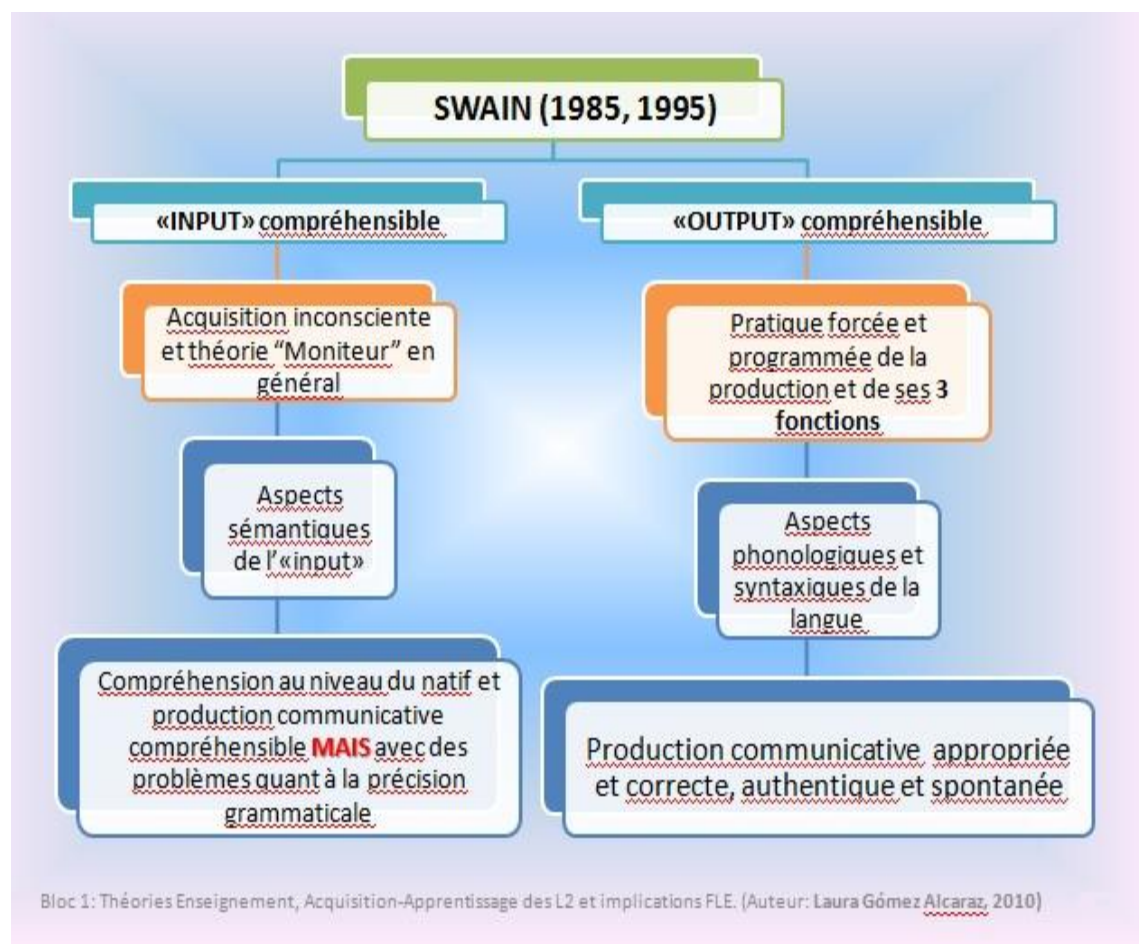 SWAIN (1985, 1995)
«INPUT» compréhensible
Acquisition inconsciente
et théorie “Moniteur” en
général
Aspects
sémantiques
de l’«input»
Compréhension au niveau du natif et
production communicative
compréhensible MAIS avec des
problèmes quant à la précision
grammaticale
«OUTPUT» compréhensible
Pratique forcée et
programmée de la
production et de ses 3
fonctions
Aspects
phonologiques et
syntaxiques de la
langue
Production communicative appropriée
et correcte, authentique et spontanée
Bloc 1: Théories Enseignement, Acquisition-Apprentissage des L2 et implications FLE. (Auteur: Laura Gómez Alcaraz, 2010)